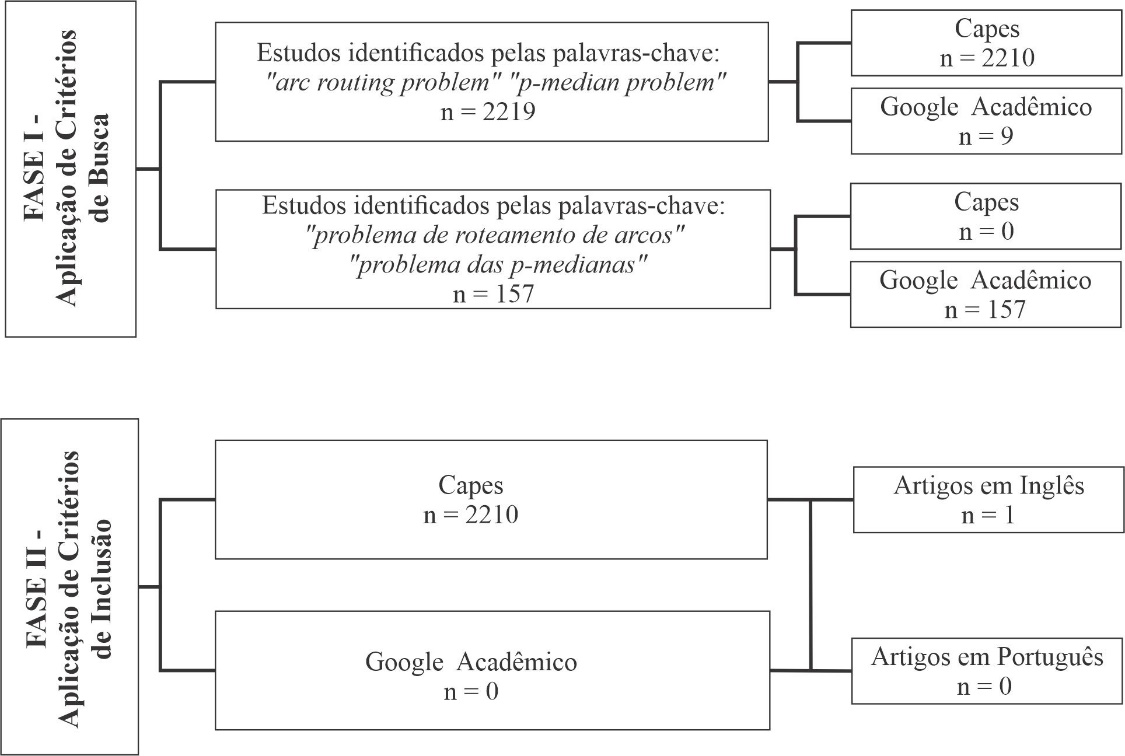 FASE I -
Aplicação de Critérios
de Busca
Estudos identificados pelas palavras-chave:
"arc routing problem" "p-median problem"
n = 2219
Capes
n = 2210
Google Acadêmico
n = 9
Estudos identificados pelas palavras-chave:
"problema de roteamento de arcos"
"problema das p-medianas"
n = 157
Capes
n = 0
Google Acadêmico
n = 157
FASE II -
Aplicação de Critérios
de Inclusão
Capes
n = 2210
Google Acadêmico
n = 0
Artigos em Inglês
n = 1
Artigos em Português
n = 0